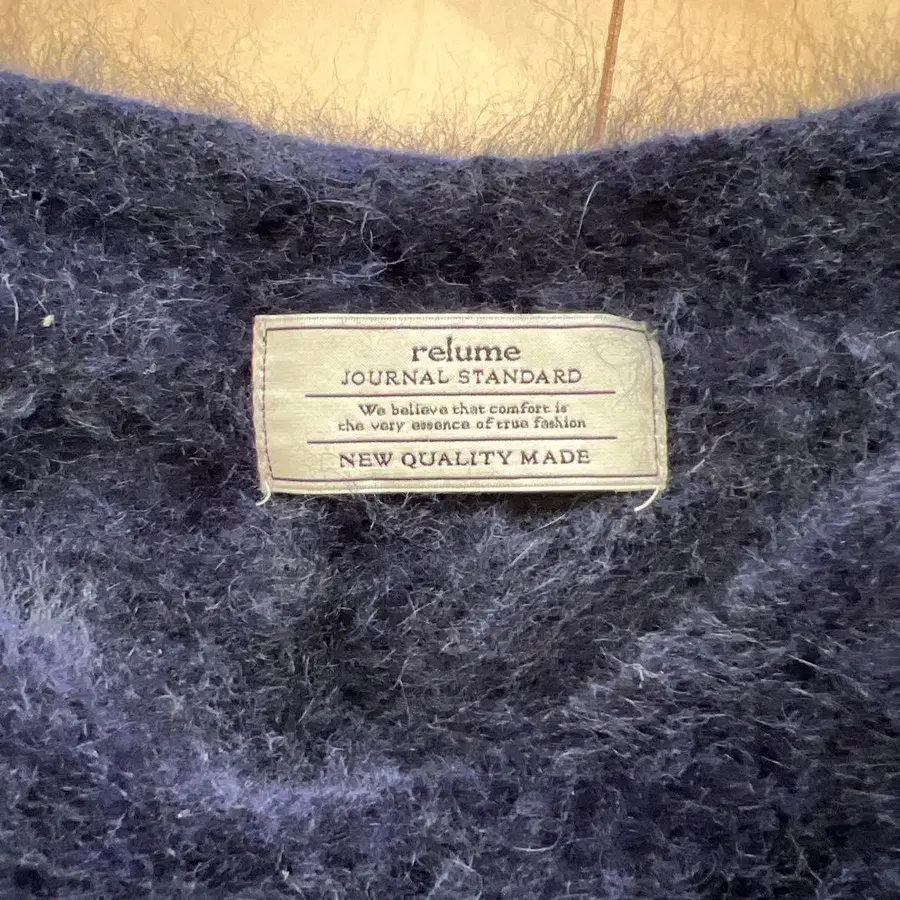 relume
JOURNAL STANDARD
We believe that comfort is
the very essence of true fashion
NEW QUALITY MADE